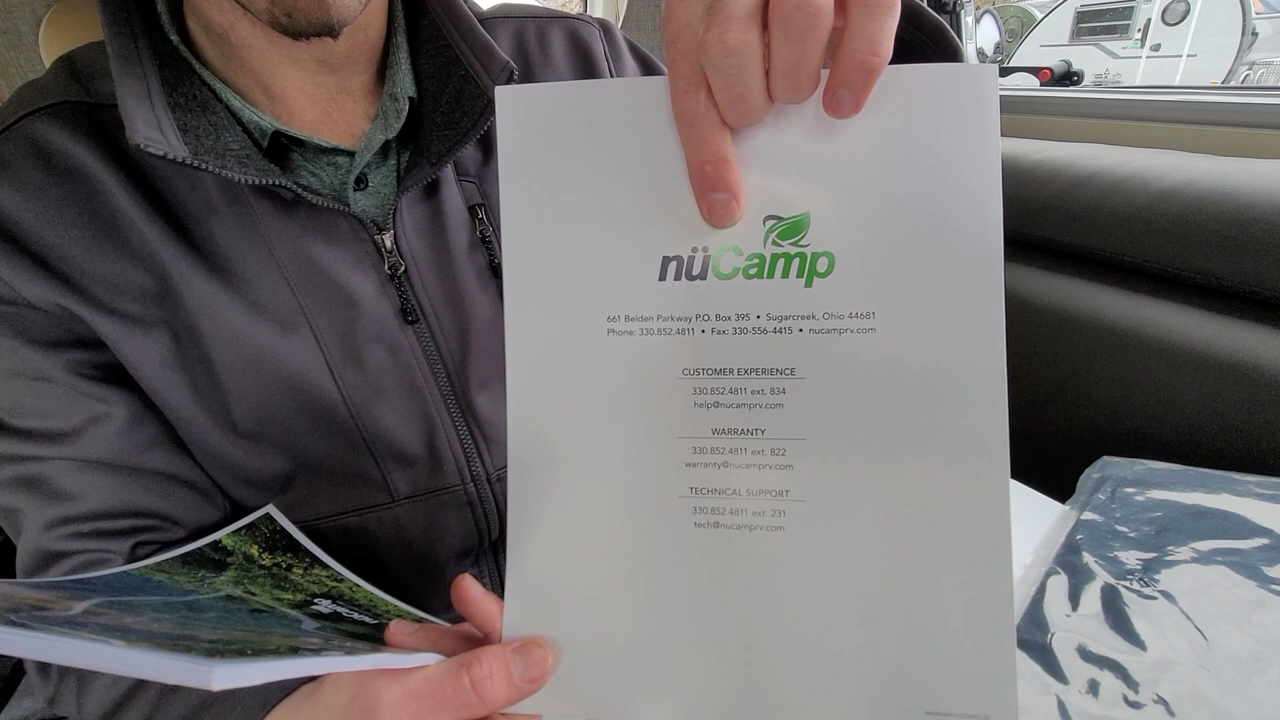 nüCamp
661 Belden Parkway P.O. Box 395 • Sugarcreek, Ohio 44681
Phone: 330.852.4811 • Fax: 330-556-4415 • nucamprv.com
CUSTOMER EXPERIENCE
330.852.4811 ext. 834
help@nucamprv.com
WARRANTY
330.852.4811 ext. 822
warranty@nucamprv.com
TECHNICAL SUPPORT
330.852.4811 ext. 231
tech@nucamprv.com
nüCamp